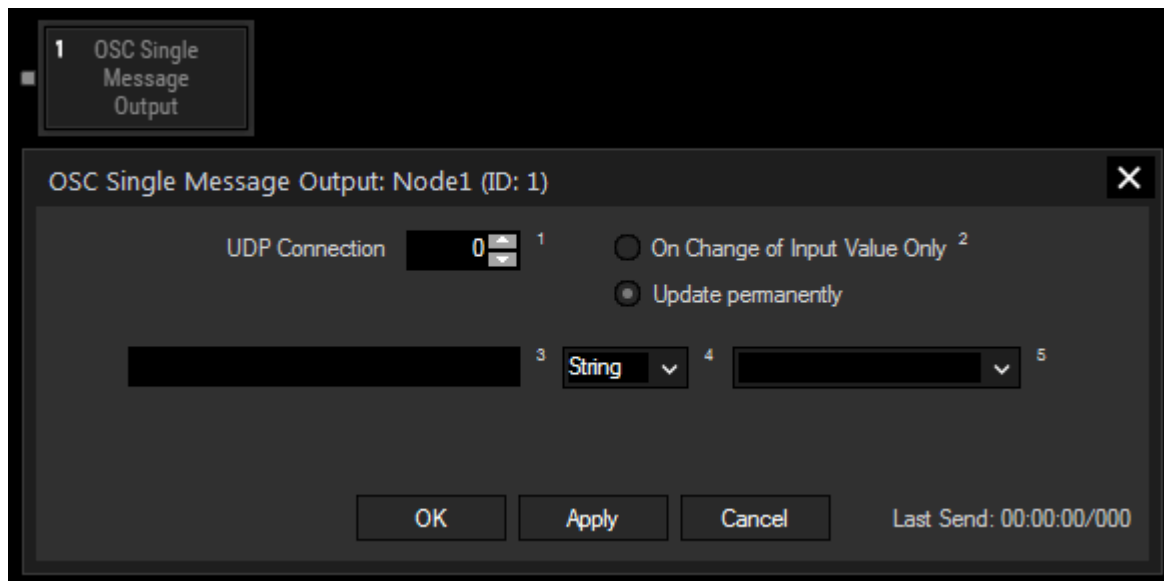 1 OSC Single
Message
Output
OSC Single Message Output: Node1 (ID: 1)
UDP Connection 0 1 On Change of Input Value Only 2
Update permanently
3 String 4 5
OK Apply Cancel Last Send: 00:00:00/000